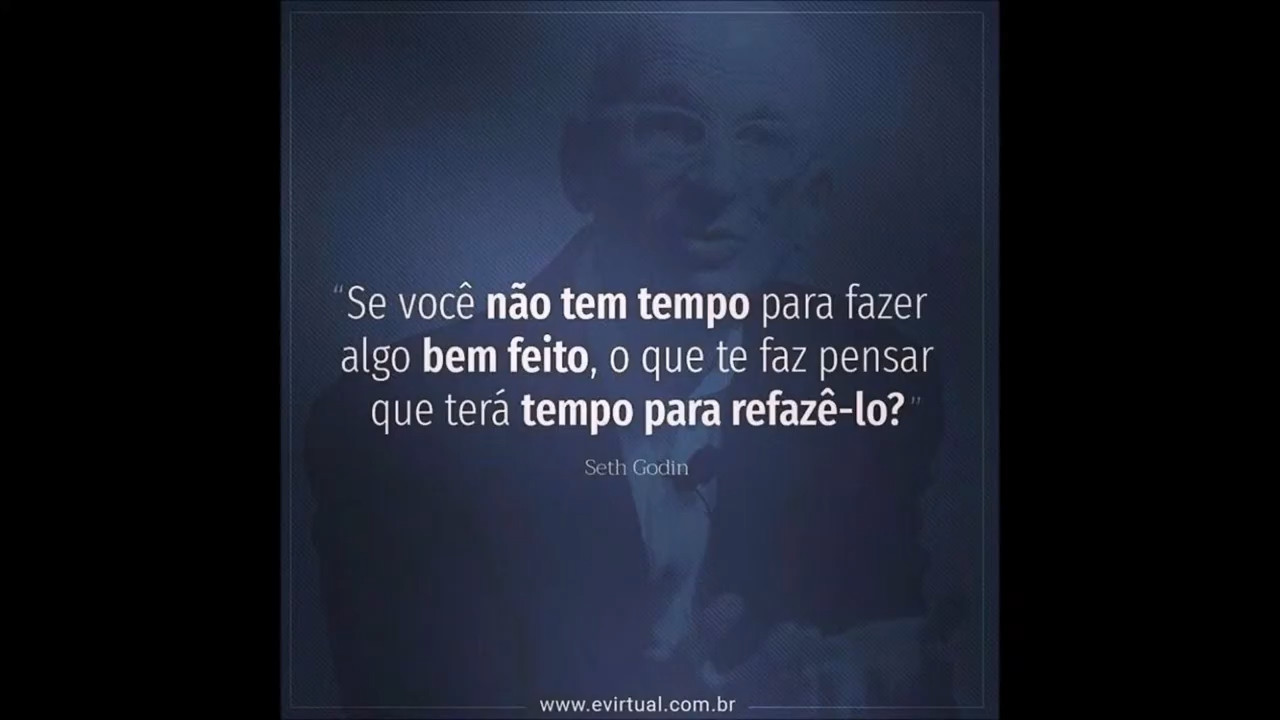 “Se você não tem tempo para fazer
algo bem feito, o que te faz pensar
que terá tempo para refazê-lo?”
Seth Godin
www.evirtual.com.br